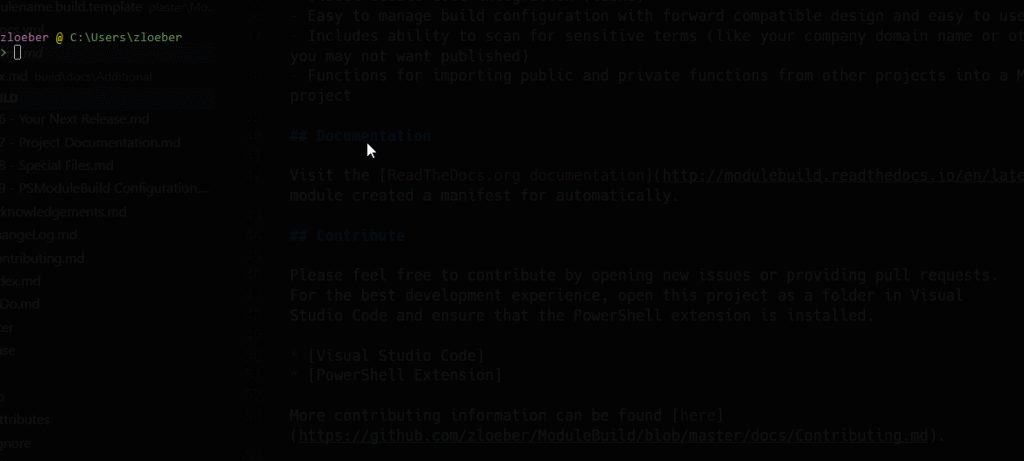 ulename.build.template plaster\Mo...
zloeber @ C:\Users\zloeber
>
.md
x.md build\docs\Additional
ILD
6 - Your Next Release.md
7 - Project Documentation.md
8 - Special Files.md
9 - PSModuleBuild Configuration...
knowledgements.md
hangeLog.md
ontributing.md
dex.md
Do.md
ter
ase
ttributes
gnore
- Easy to manage build configuration with forward compatible design and easy to use
- Includes ability to scan for sensitive terms (like your company domain name or ot
you may not want published)
- Functions for importing public and private functions from other projects into a M
project
## Documentation
Visit the [ReadTheDocs.org documentation](http://modulebuild.readthedocs.io/en/late
module created a manifest for automatically.
## Contribute
Please feel free to contribute by opening new issues or providing pull requests.
For the best development experience, open this project as a folder in Visual
Studio Code and ensure that the PowerShell extension is installed.
* [Visual Studio Code]
* [PowerShell Extension]
More contributing information can be found [here]
(https://github.com/zloeber/ModuleBuild/blob/master/docs/Contributing.md).